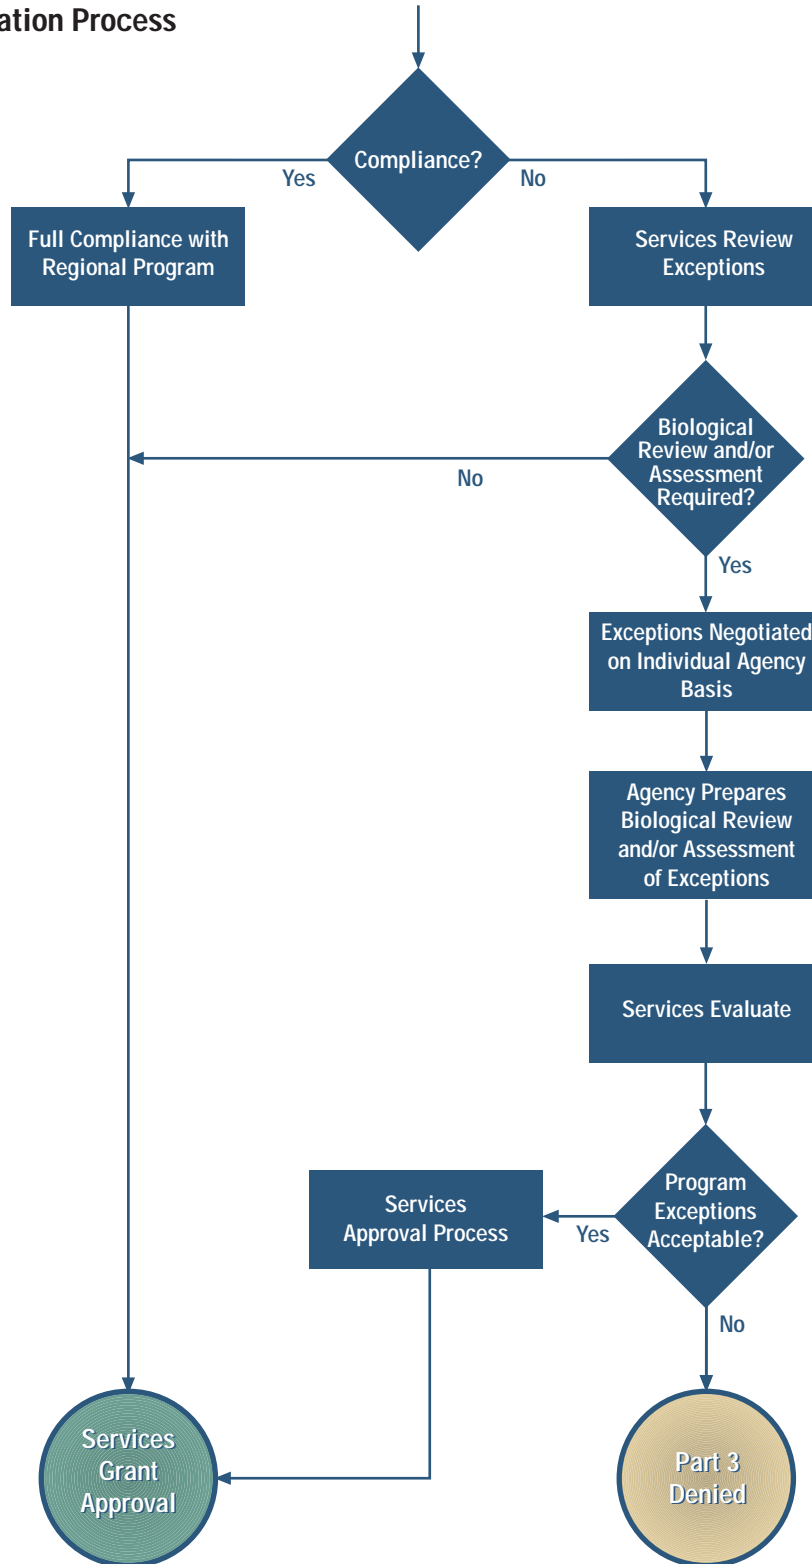 ation Process
Compliance?
Yes
No
Full Compliance with
Regional Program
Services Review
Exceptions
Biological
Review and/or
Assessment
Required?
No
Yes
Exceptions Negotiated
on Individual Agency
Basis
Agency Prepares
Biological Review
and/or Assessment
of Exceptions
Services Evaluate
Program
Exceptions
Acceptable?
Services
Approval Process
Yes
No
Services
Grant
Approval
Part 3
Denied